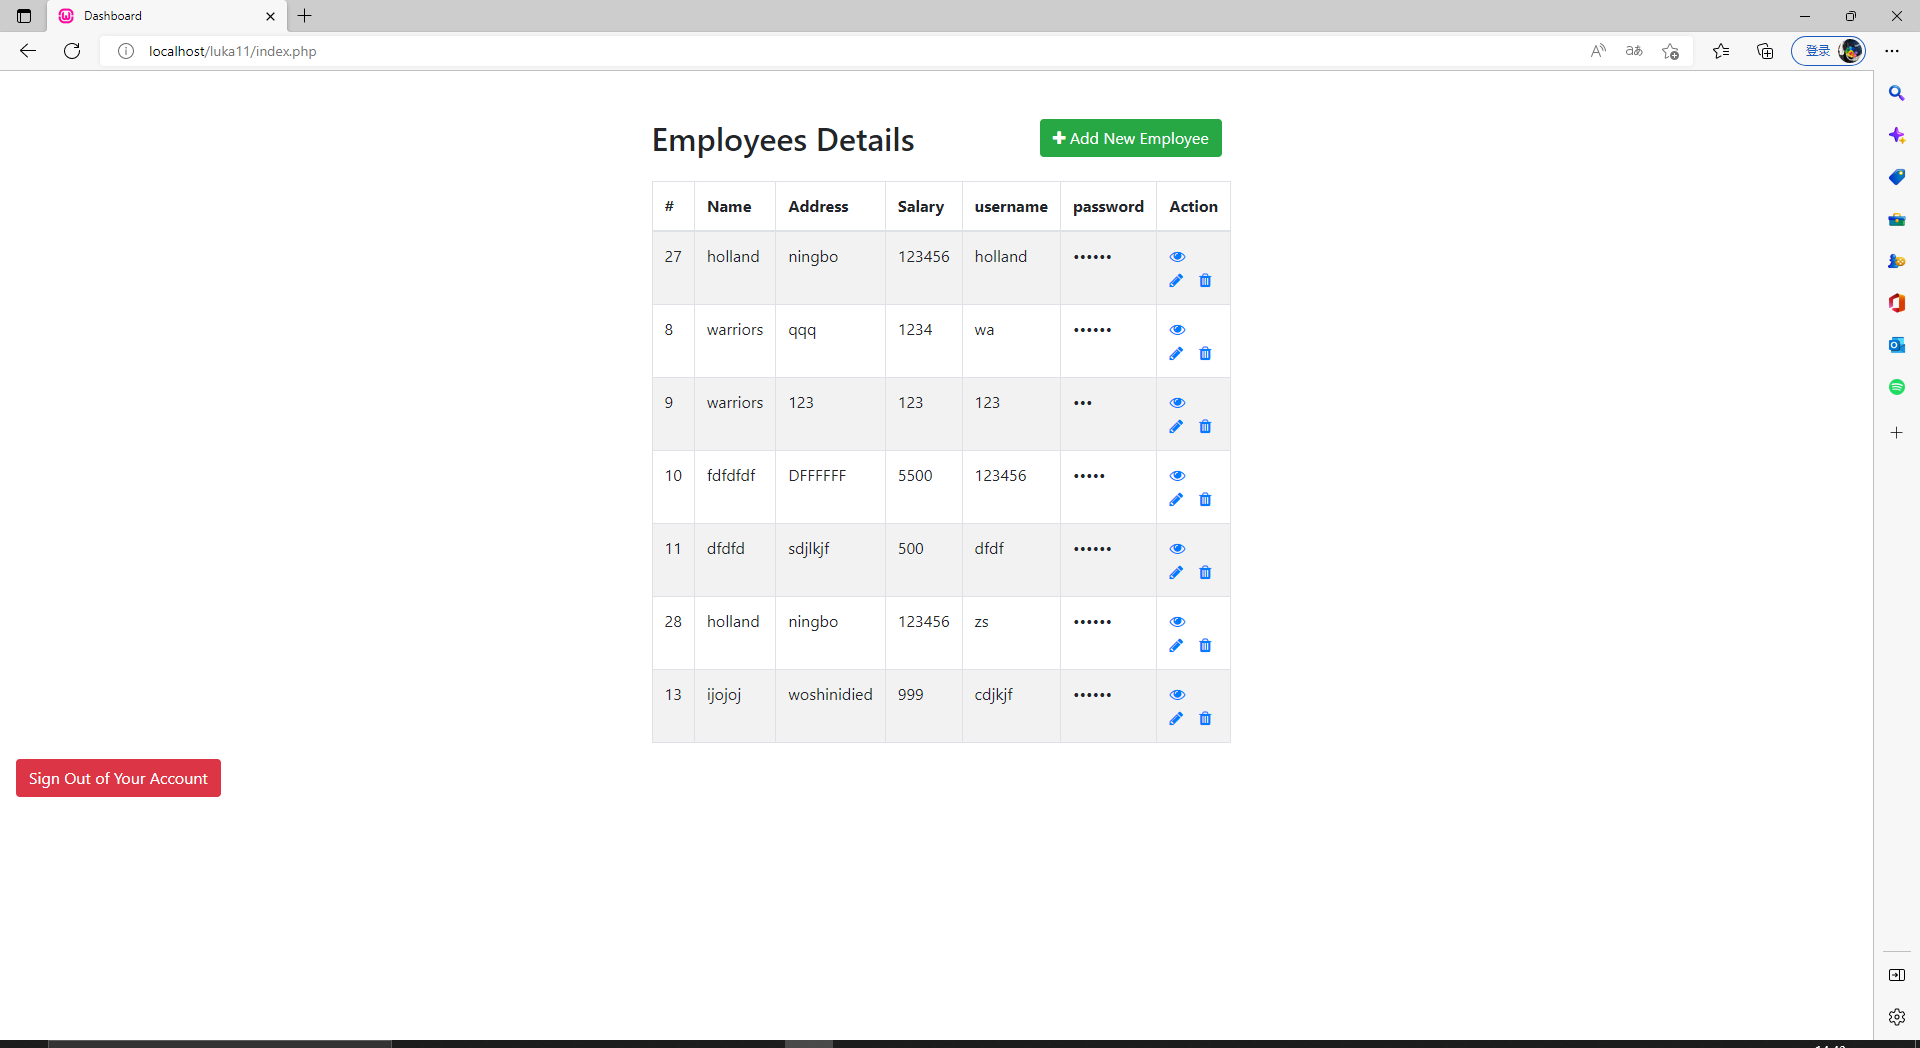 Dashboard
localhost/luka11/index.php
登录
Employees Details
Add New Employee
# Name Address Salary username password Action
27 holland ningbo 123456 holland ••••••
8 warriors qqq 1234 wa ••••••
9 warriors 123 123 123 •••
10 fdfdfdf DFFFFFF 5500 123456 •••••
11 dfdfd sdjlkjf 500 dfdf ••••••
28 holland ningbo 123456 zs ••••••
13 ijojoj woshinidied 999 cdjkjf ••••••
Sign Out of Your Account